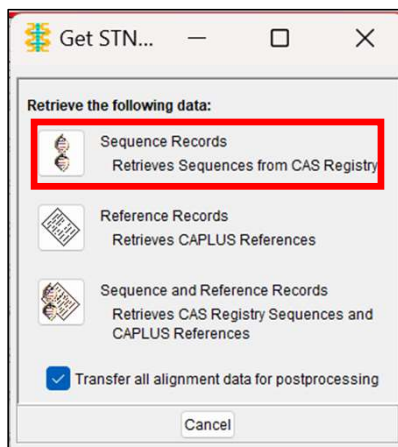 Get STN...
Retrieve the following data:
Sequence Records
Retrieves Sequences from CAS Registry
Reference Records
Retrieves CAPLUS References
Sequence and Reference Records
Retrieves CAS Registry Sequences and
CAPLUS References
Transfer all alignment data for postprocessing
Cancel